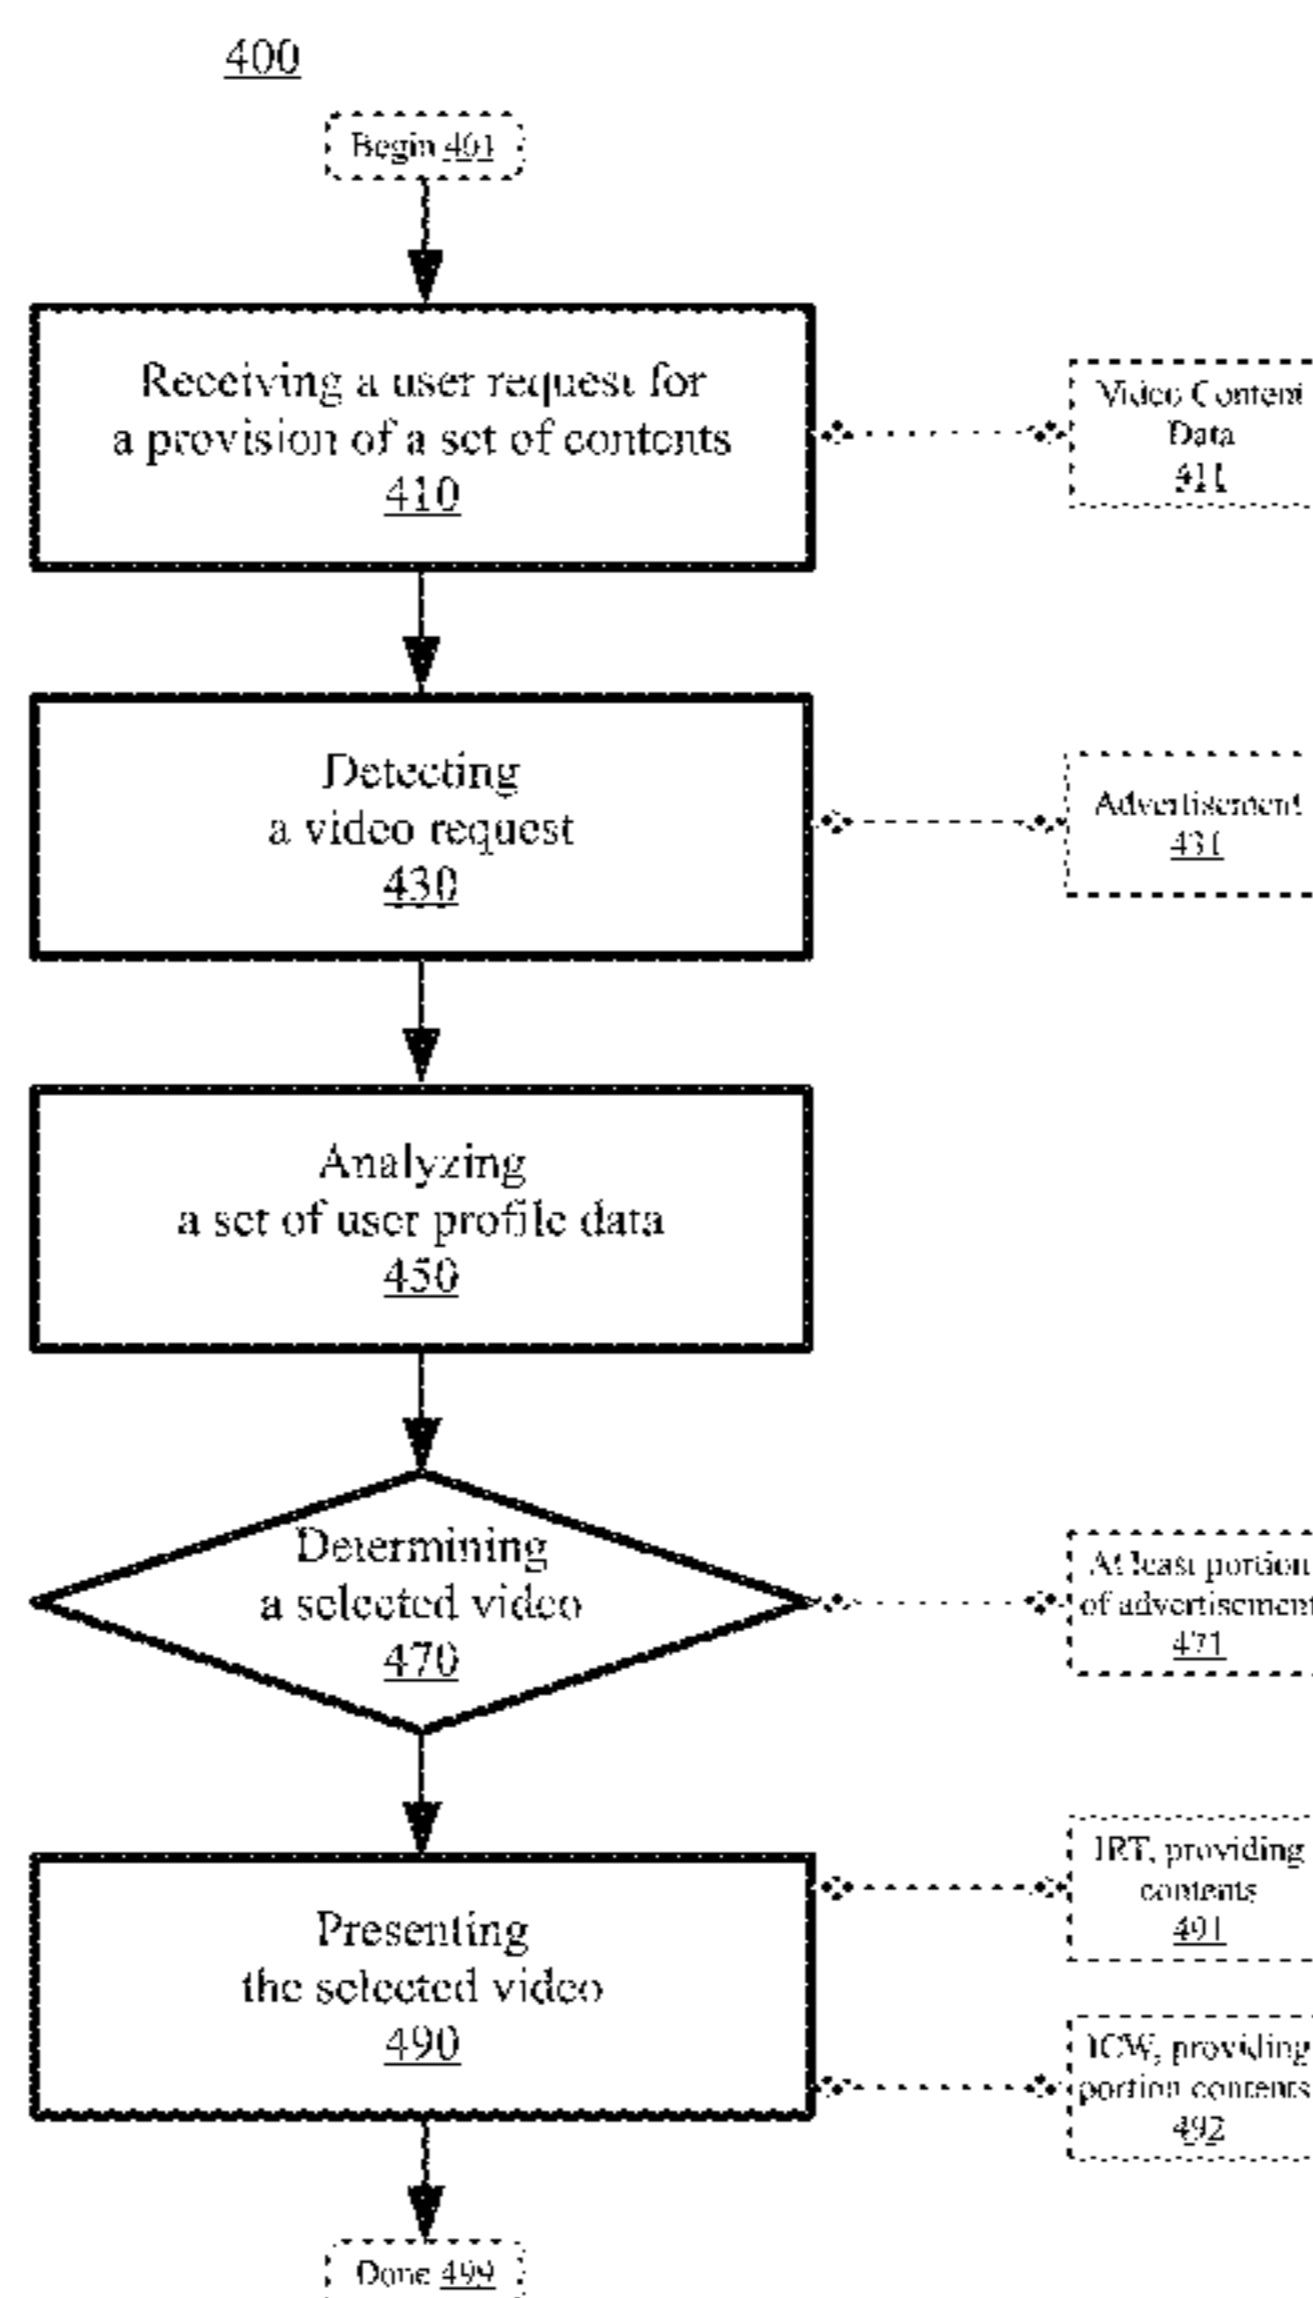 400
Begin 401
Receiving a user request for
a provision of a set of contents
410
Video Content
Data
411
Detecting
a video request
430
Advertisement
431
Analyzing
a set of user profile data
450
Determining
a selected video
470
At least portion
of advertisement
471
Presenting
the selected video
490
IRT, providing
contents
491
ICW, providing
portion contents
492
Done 499